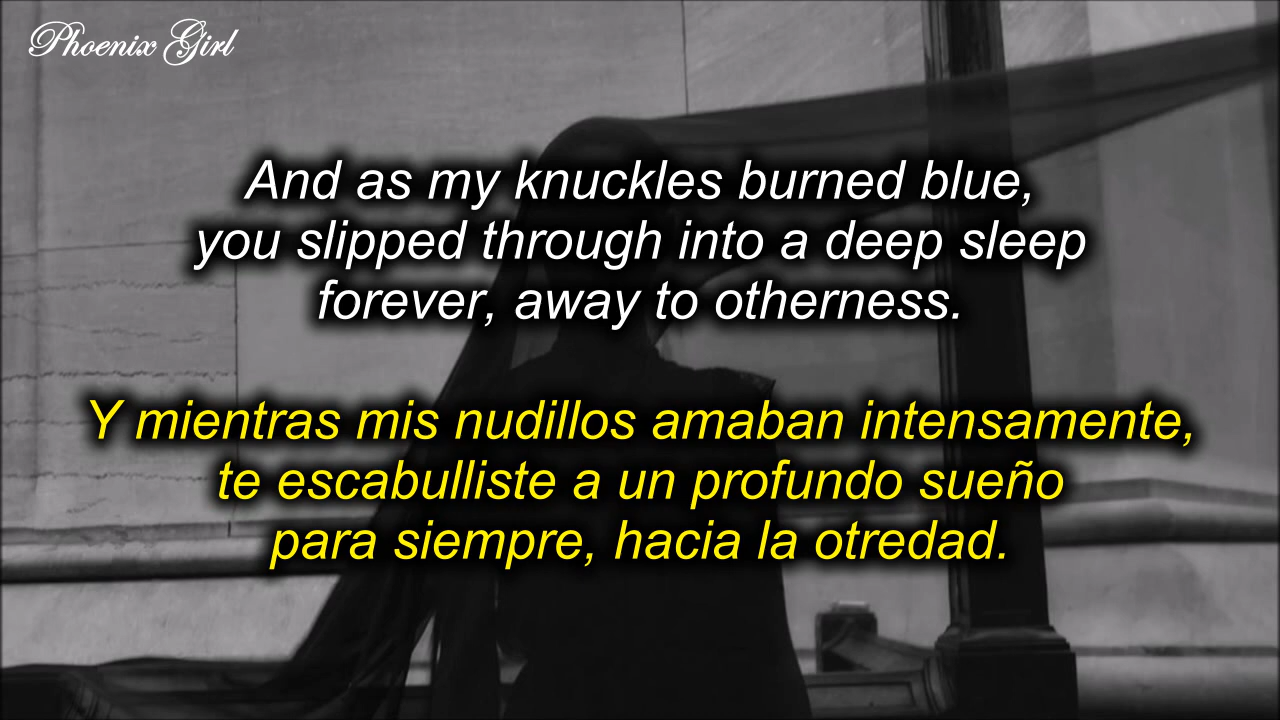 Phoenix Girl
And as my knuckles burned blue,
you slipped through into a deep sleep
forever, away to otherness.
Y mientras mis nudillos amaban intensamente,
te escabulliste a un profundo sueño
para siempre, hacia la otredad.